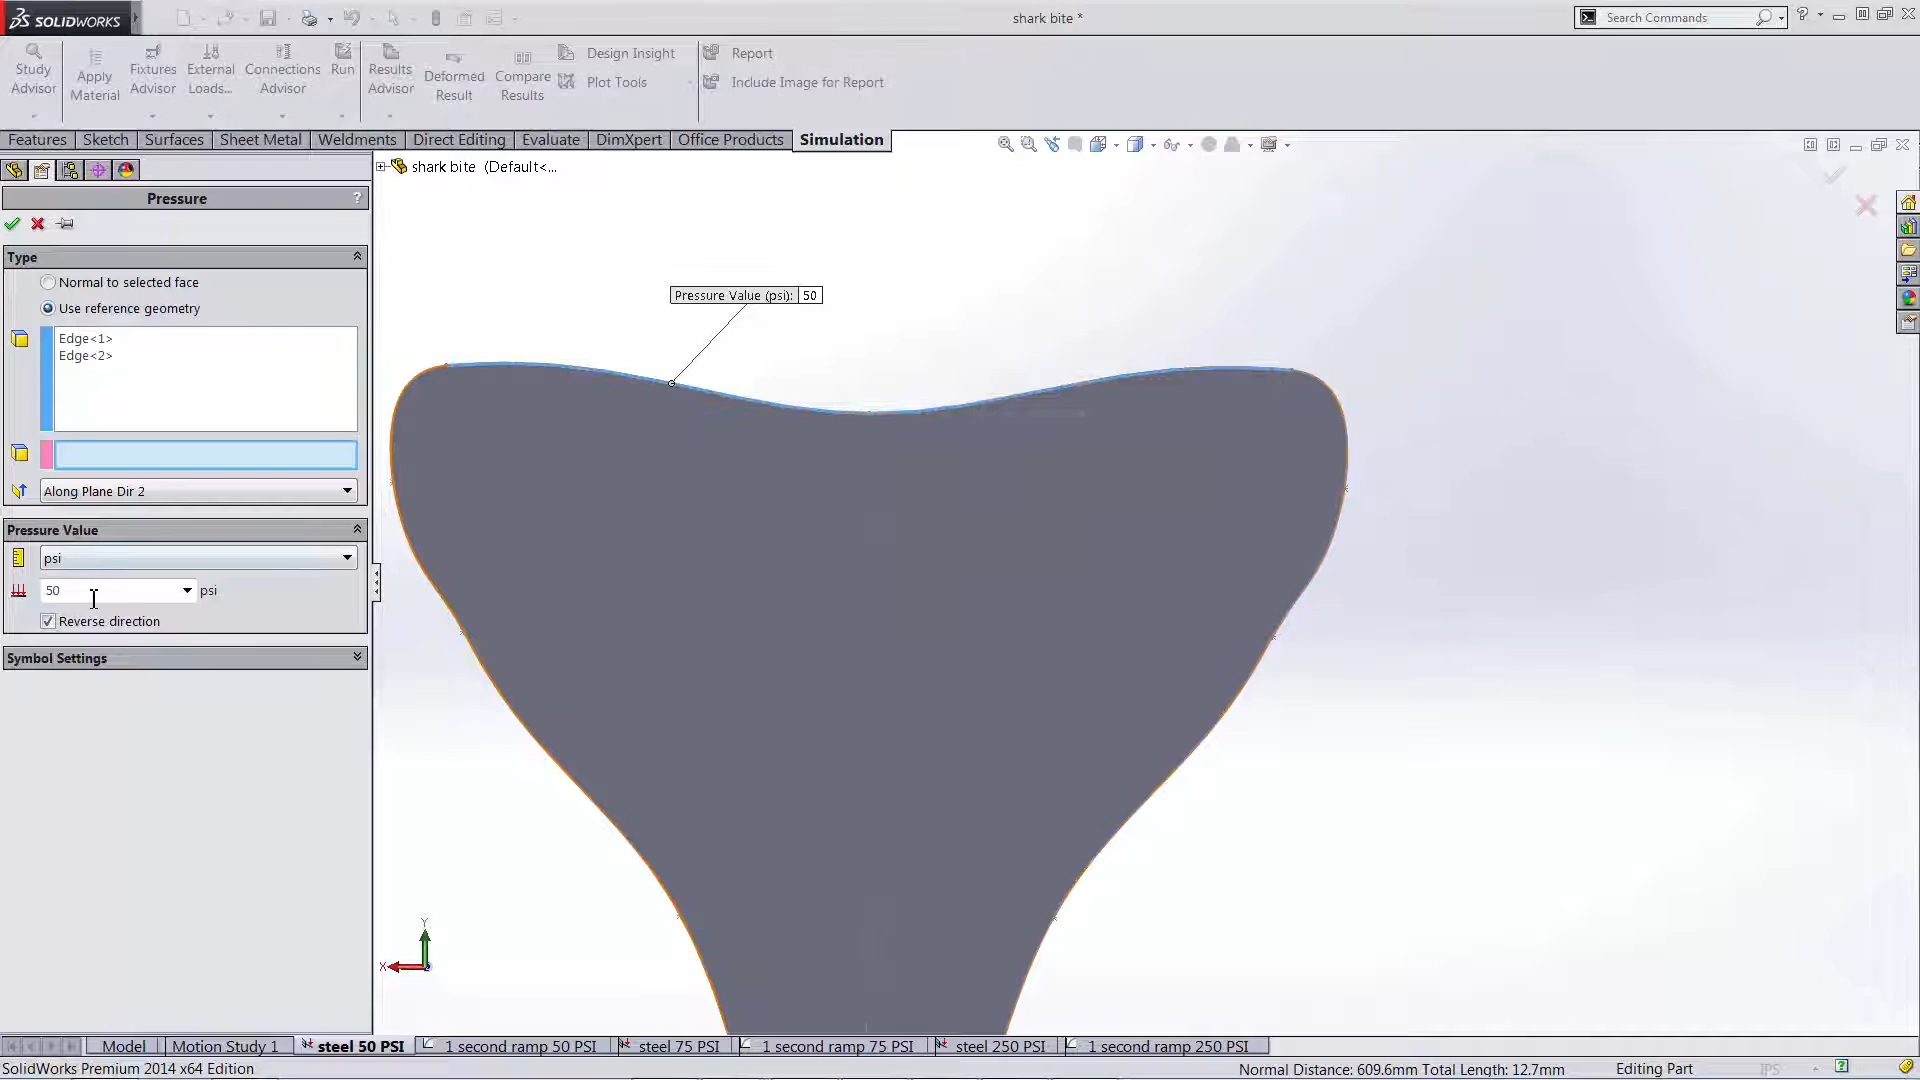 SOLIDWORKS
shark bite *
Search Commands
?
Study Advisor
Apply Material
Fixtures Advisor
External Loads...
Connections Advisor
Run
Results Advisor
Deformed Result
Compare Results
Design Insight
Plot Tools
Report
Include Image for Report
Features Sketch Surfaces Sheet Metal Weldments Direct Editing Evaluate DimXpert Office Products Simulation
shark bite (Default<...
Pressure ?
Type
Normal to selected face
Use reference geometry
Edge<1>
Edge<2>
Along Plane Dir 2
Pressure Value
psi
50 psi
Reverse direction
Symbol Settings
Pressure Value (psi): 50
Y
X
Model Motion Study 1 steel 50 PSI 1 second ramp 50 PSI steel 75 PSI 1 second ramp 75 PSI steel 250 PSI 1 second ramp 250 PSI
SolidWorks Premium 2014 x64 Edition Normal Distance: 609.6mm Total Length: 12.7mm Editing Part IPS ?